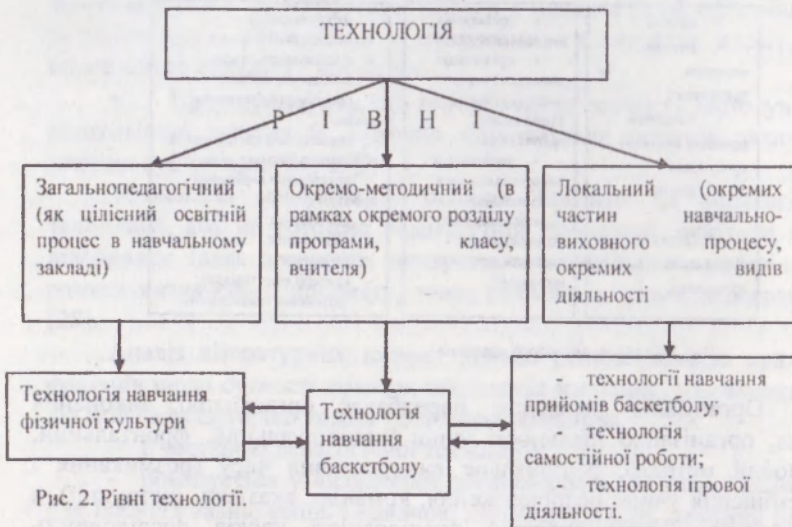 ТЕХНОЛОГІЯ
Р І В Н І
Загальнопедагогічний
(як цілісний освітній
процес в навчальному
закладі)
Окремо-методичний (в
рамках окремого розділу
програми, класу,
вчителя)
Локальний (окремих
частин навчально-
виховного процесу,
окремих видів
діяльності
Технологія навчання
фізичної культури
Технологія
навчання
баскетболу
- технології навчання
прийомів баскетболу;
- технологія
самостійної роботи;
- технологія ігрової
діяльності.
Рис. 2. Рівні технології.